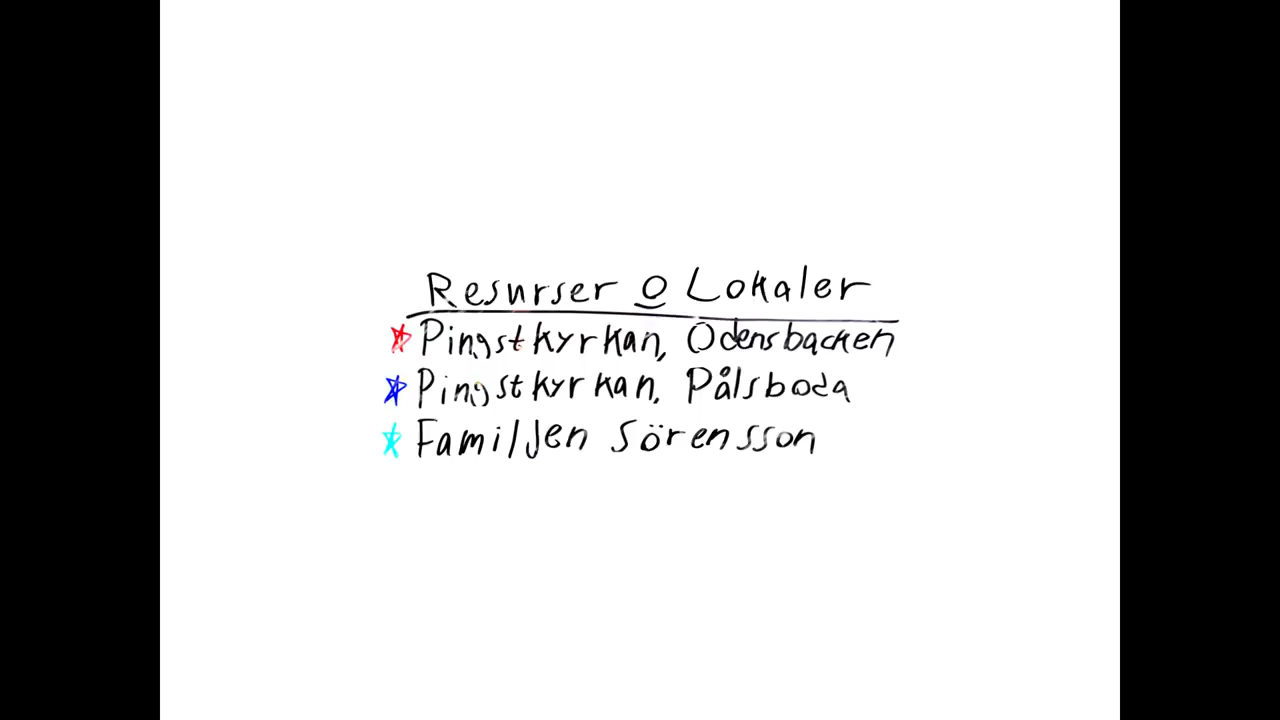 Resurser o Lokaler
Pingstkyrkan, Odensbacken
Pingstkyrkan, Pålsboda
Familjen Sörensson